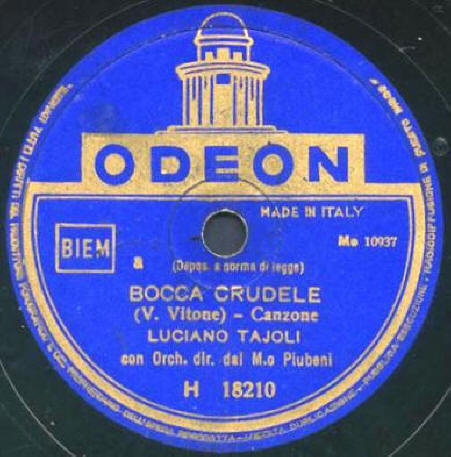 ODEON
MADE IN ITALY
BIEM
a
(Depos. a norma di legge)
Mo 10937
BOCCA CRUDELE
(V. Vitone) - Canzone
LUCIANO TAJOLI
con Orch. dir. dal M.o Piubeni
H 18210